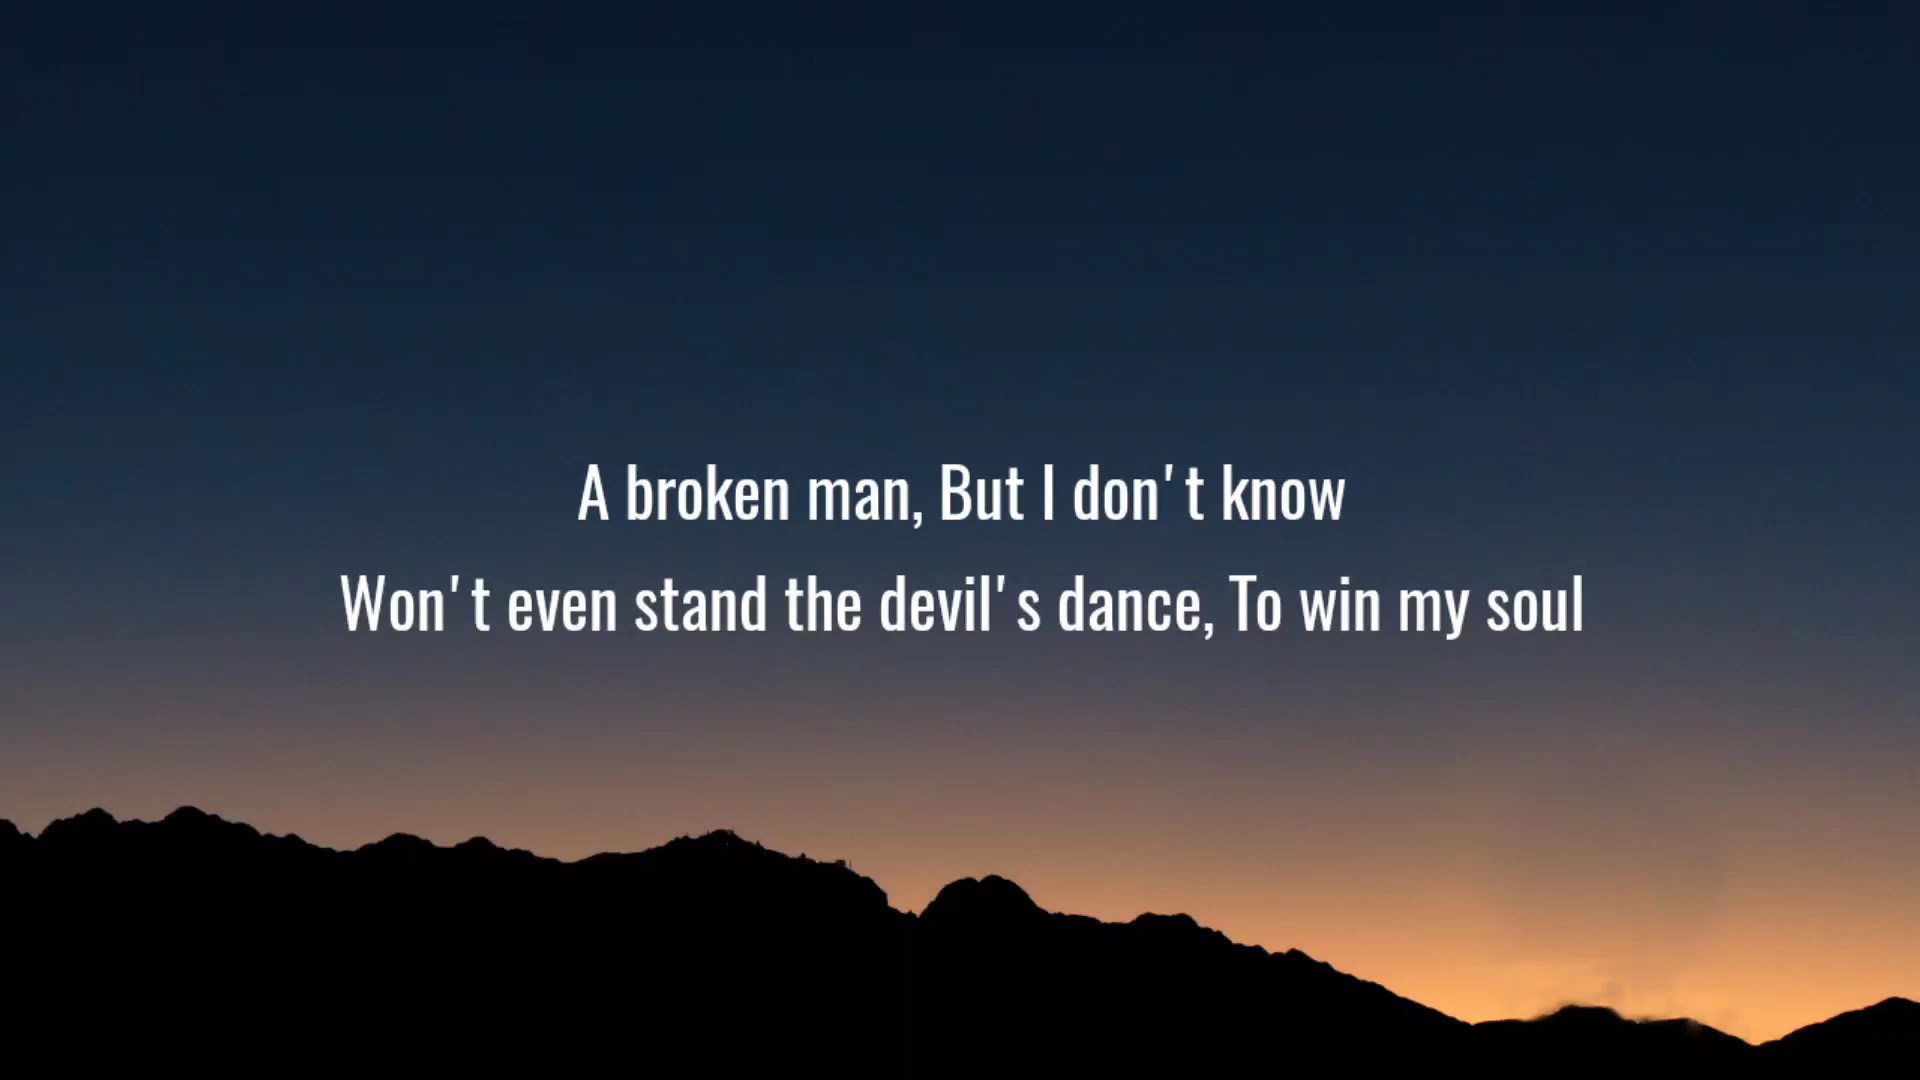 A broken man, But I don't know
Won't even stand the devil's dance, To win my soul